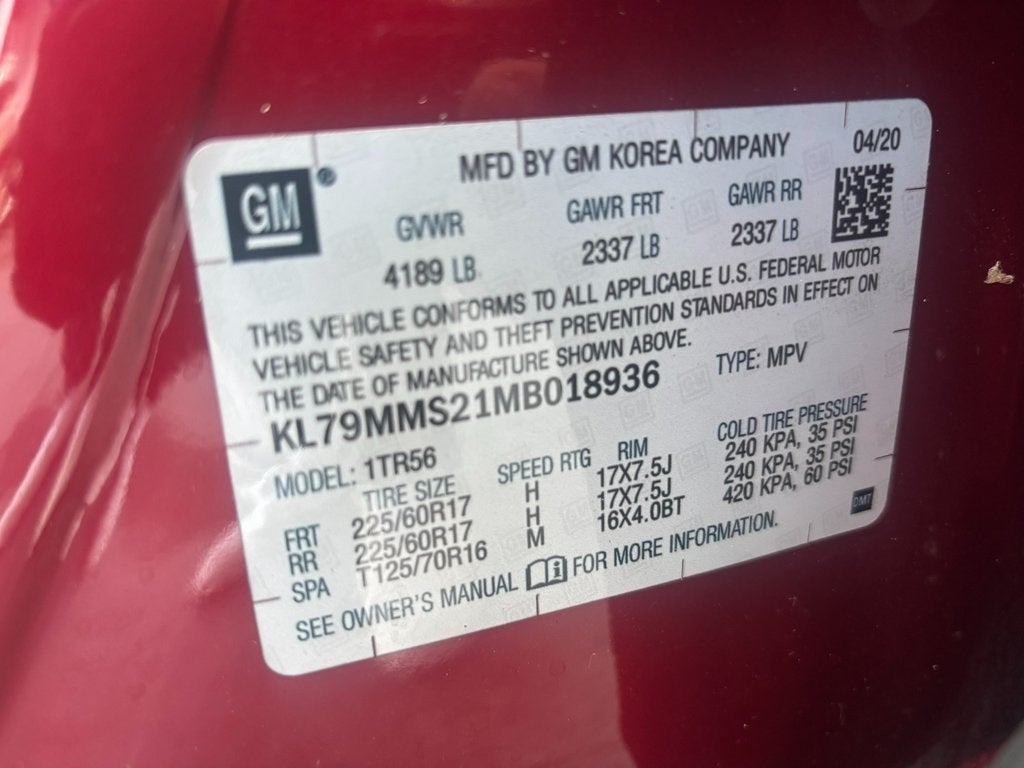 GM ®
MFD BY GM KOREA COMPANY 04/20
GVWR GAWR FRT GAWR RR
4189 LB 2337 LB 2337 LB
THIS VEHICLE CONFORMS TO ALL APPLICABLE U.S. FEDERAL MOTOR
VEHICLE SAFETY AND THEFT PREVENTION STANDARDS IN EFFECT ON
THE DATE OF MANUFACTURE SHOWN ABOVE.
KL79MMS21MB018936 TYPE: MPV
MODEL: 1TR56
TIRE SIZE SPEED RTG RIM COLD TIRE PRESSURE
FRT 225/60R17 H 17X7.5J 240 KPA, 35 PSI
RR 225/60R17 H 17X7.5J 240 KPA, 35 PSI
SPA T125/70R16 M 16X4.0BT 420 KPA, 60 PSI
SEE OWNER'S MANUAL FOR MORE INFORMATION.